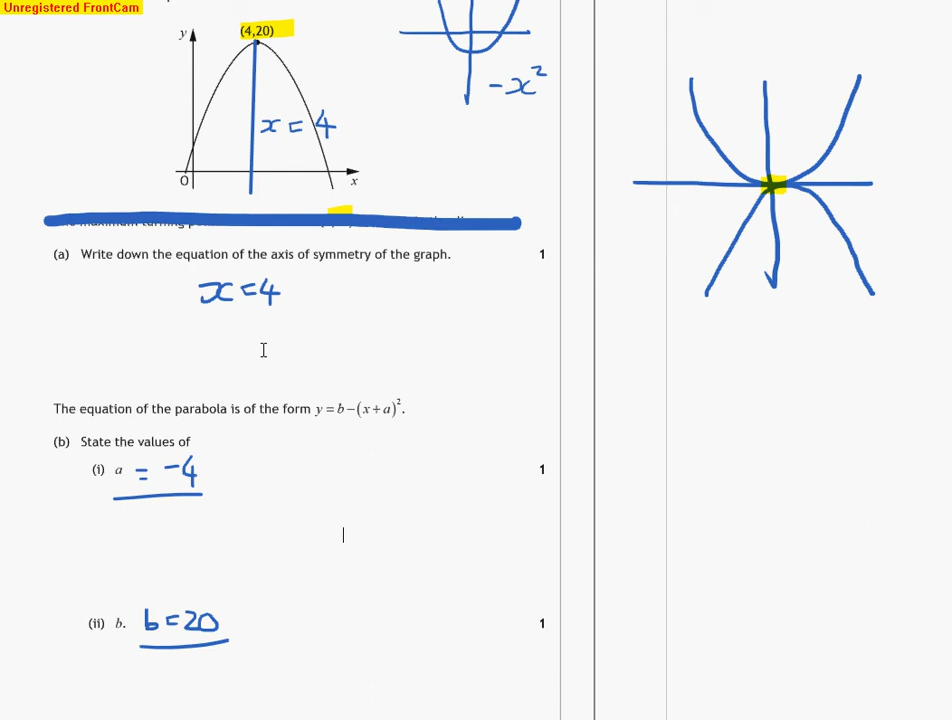 Unregistered FrontCam
y
(4,20)
-x²
x = 4
O
x
(a) Write down the equation of the axis of symmetry of the graph. 1
x = 4
The equation of the parabola is of the form y = b – (x + a)².
(b) State the values of
(i) a = -4 1
(ii) b. b = 20 1